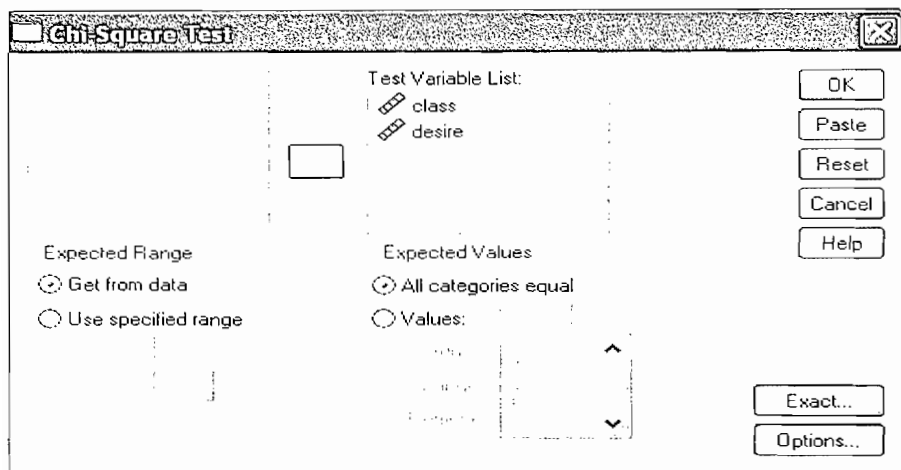 Chi-Square Test
Test Variable List:
class
desire
OK
Paste
Reset
Cancel
Help
Expected Range
Get from data
Use specified range
Expected Values
All categories equal
Values:
Exact...
Options...